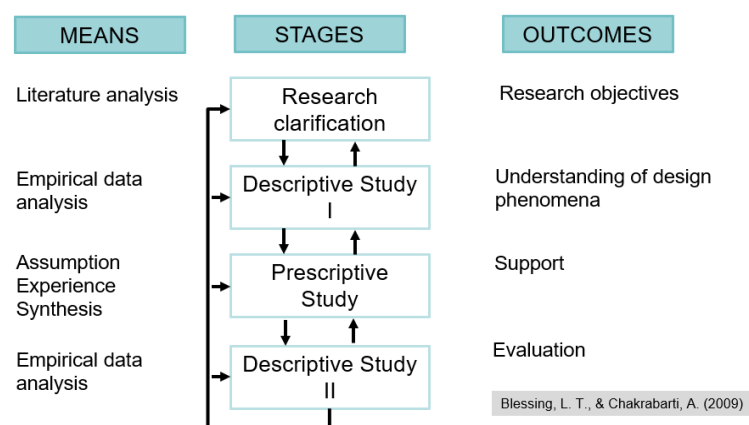 MEANS
STAGES
OUTCOMES
Literature analysis
Research
clarification
Research objectives
Empirical data
analysis
Descriptive Study
I
Understanding of design
phenomena
Assumption
Experience
Synthesis
Prescriptive
Study
Support
Empirical data
analysis
Descriptive Study
II
Evaluation
Blessing, L. T., & Chakrabarti, A. (2009)